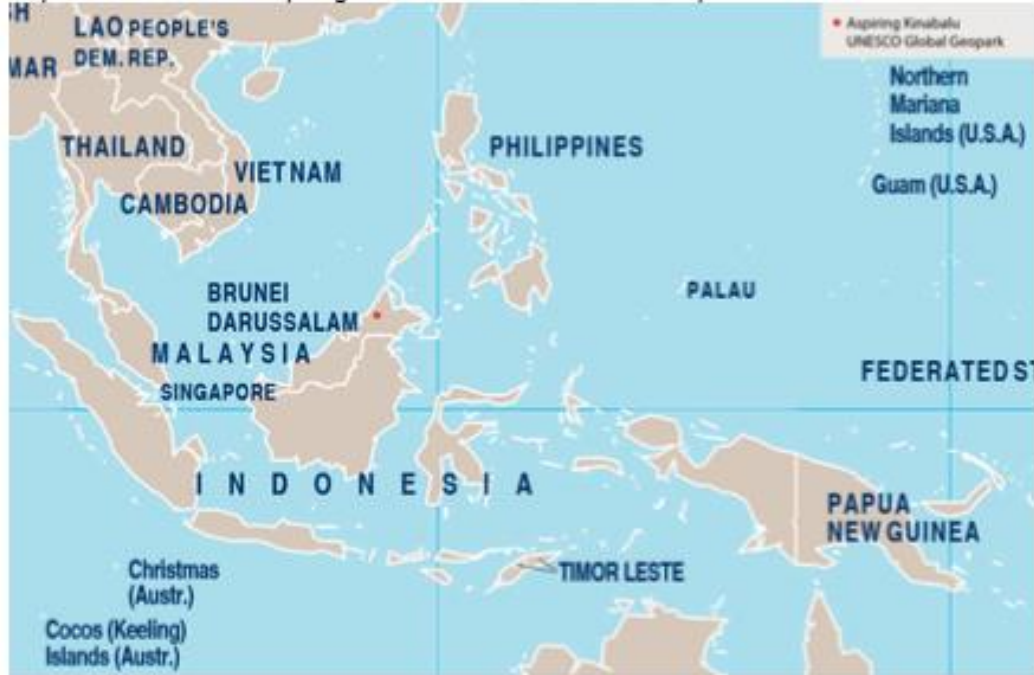 Aspiring Kinabalu
UNESCO Global Geopark
LAO PEOPLE'S
DEM. REP.
MAR
Northern
Mariana
Islands (U.S.A.)
THAILAND
PHILIPPINES
VIETNAM
Guam (U.S.A.)
CAMBODIA
BRUNEI
DARUSSALAM
PALAU
MALAYSIA
FEDERATED ST
SINGAPORE
INDONESIA
PAPUA
NEW GUINEA
Christmas
(Austr.)
TIMOR LESTE
Cocos (Keeling)
Islands (Austr.)